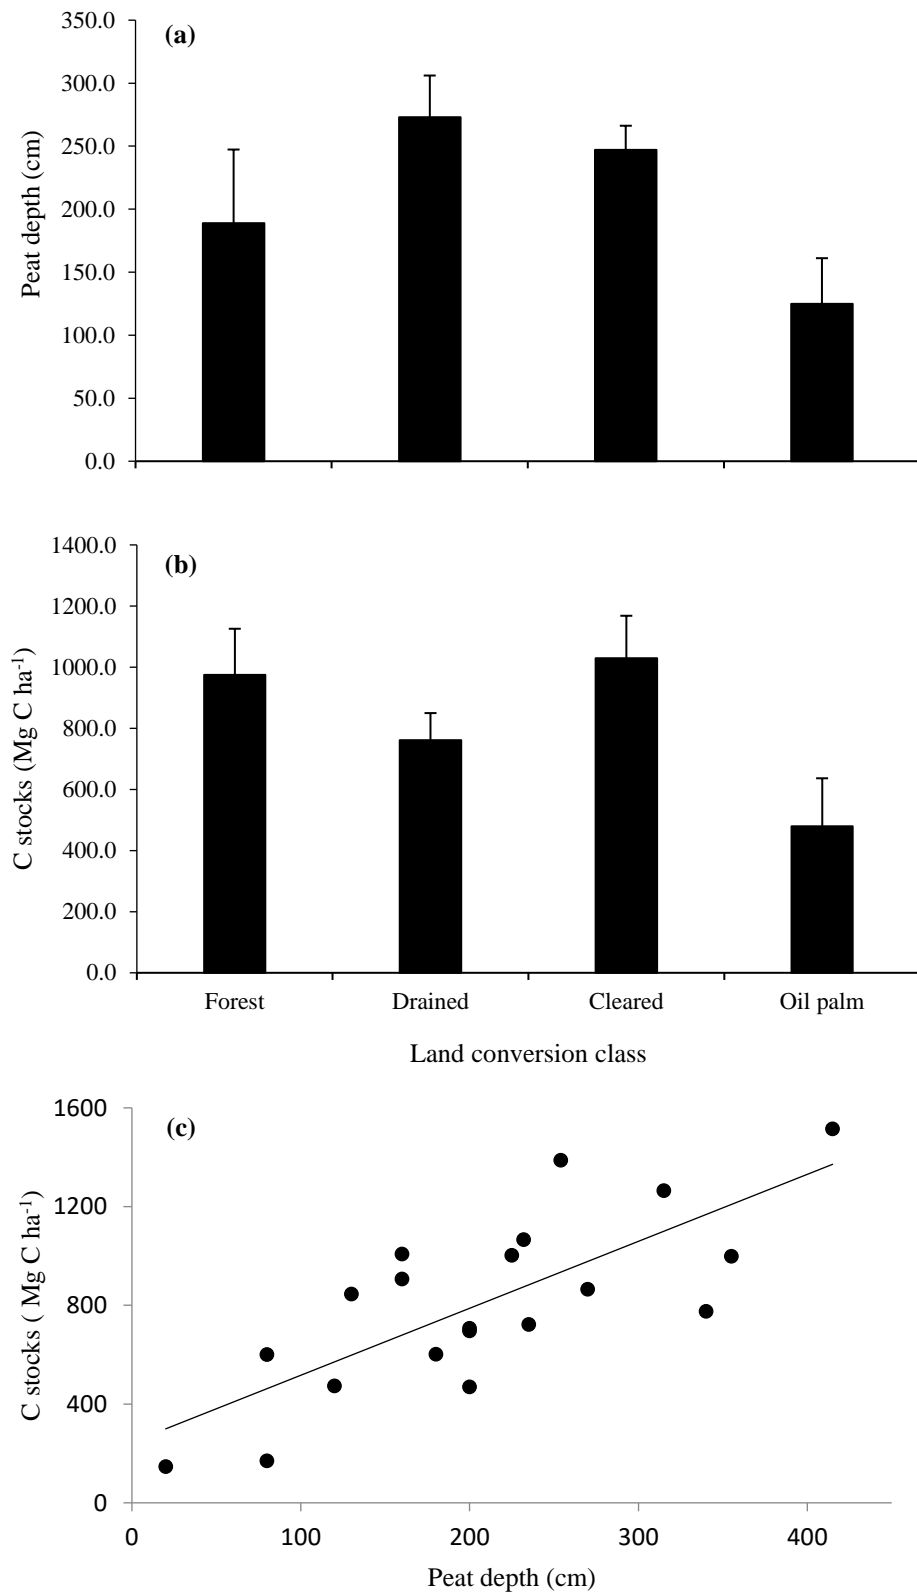 (a)
350.0
300.0
250.0
200.0
150.0
100.0
50.0
0.0
Peat depth (cm)
(b)
1400.0
1200.0
1000.0
800.0
600.0
400.0
200.0
0.0
C stocks (Mg C ha⁻¹)
Forest Drained Cleared Oil palm
Land conversion class
(c)
1600
1200
800
400
0
C stocks ( Mg C ha⁻¹)
0 100 200 300 400
Peat depth (cm)